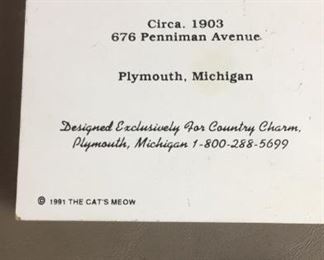 Circa. 1903
676 Penniman Avenue
Plymouth, Michigan
Designed Exclusively For Country Charm,
Plymouth, Michigan 1-800-288-5699
© 1991 THE CAT'S MEOW